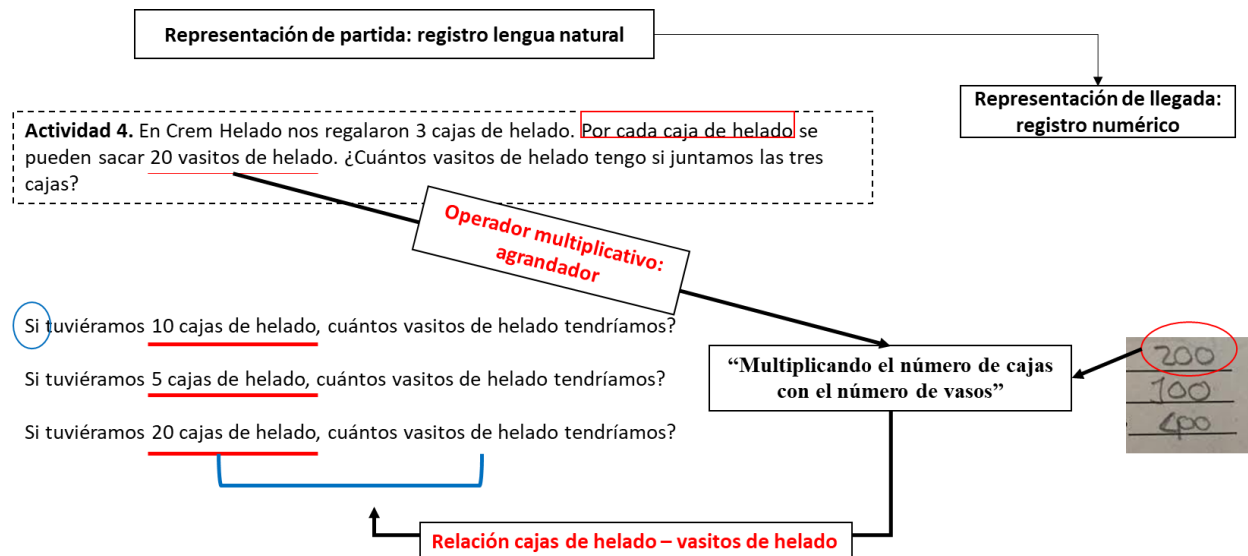 Representación de partida: registro lengua natural
Representación de llegada:
registro numérico
Actividad 4. En Crem Helado nos regalaron 3 cajas de helado. Por cada caja de helado se
pueden sacar 20 vasitos de helado. ¿Cuántos vasitos de helado tengo si juntamos las tres
cajas?
Operador multiplicativo:
agrandador
Si tuviéramos 10 cajas de helado, cuántos vasitos de helado tendríamos?
Si tuviéramos 5 cajas de helado, cuántos vasitos de helado tendríamos?
Si tuviéramos 20 cajas de helado, cuántos vasitos de helado tendríamos?
“Multiplicando el número de cajas
con el número de vasos”
200
100
400
Relación cajas de helado – vasitos de helado